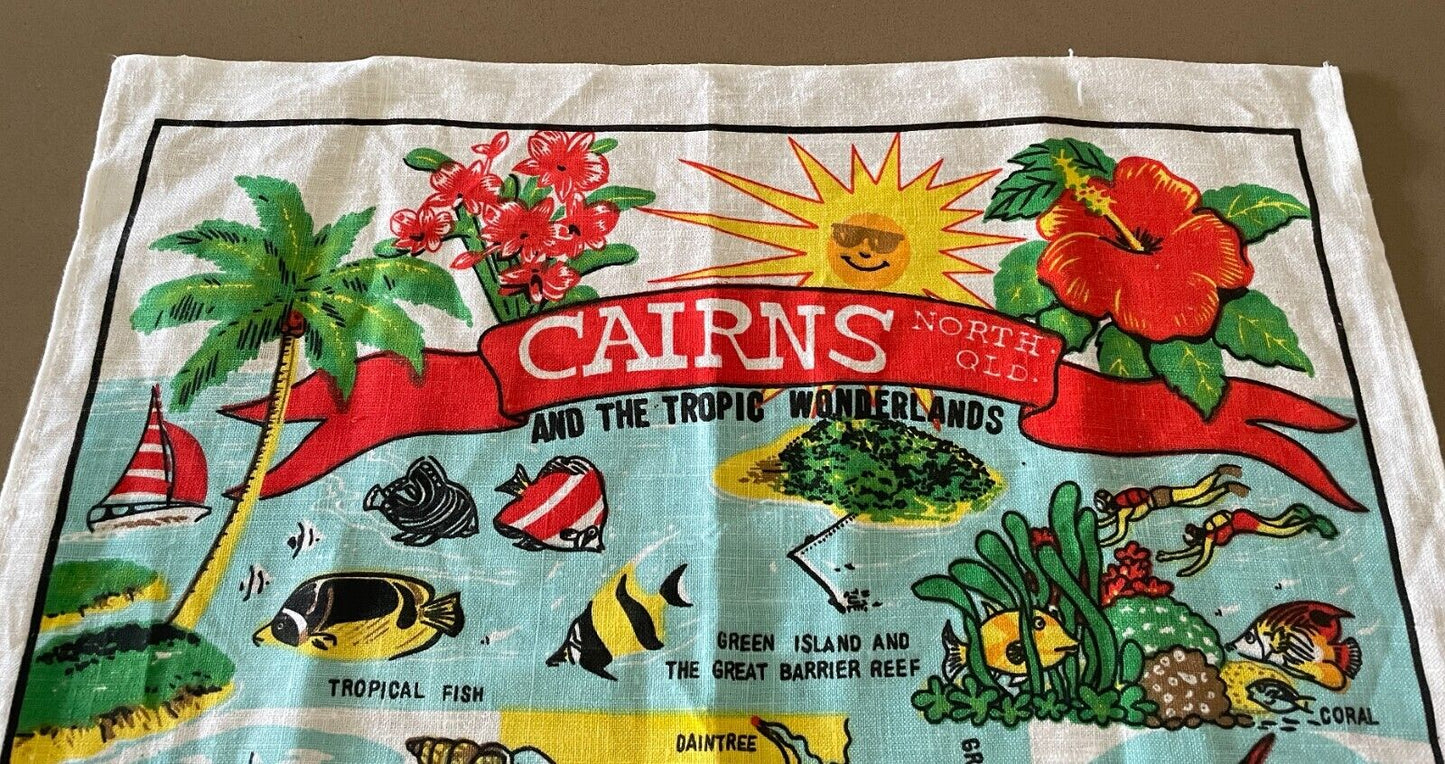 CAIRNS NORTH.
QLD.
AND THE TROPIC WONDERLANDS
GREEN ISLAND AND
THE GREAT BARRIER REEF
TROPICAL FISH
CORAL
DAINTREE